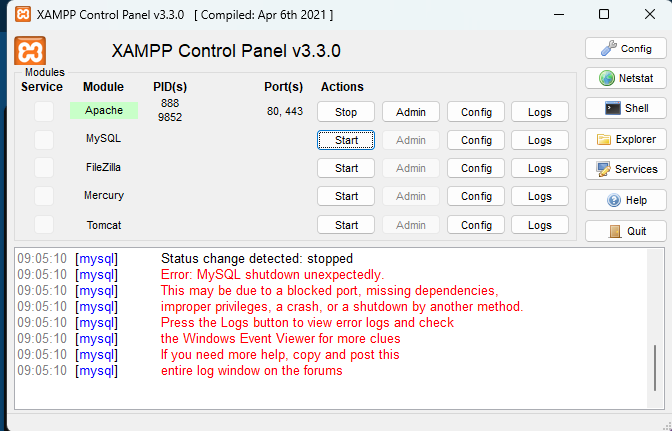 XAMPP Control Panel v3.3.0 [ Compiled: Apr 6th 2021 ]
XAMPP Control Panel v3.3.0
Config
Modules
Service Module PID(s) Port(s) Actions
Netstat
Apache 888 9852 80, 443 Stop Admin Config Logs
Shell
MySQL Start Admin Config Logs
Explorer
FileZilla Start Admin Config Logs
Services
Mercury Start Admin Config Logs
Help
Tomcat Start Admin Config Logs
Quit
09:05:10 [mysql] Status change detected: stopped
09:05:10 [mysql] Error: MySQL shutdown unexpectedly.
09:05:10 [mysql] This may be due to a blocked port, missing dependencies,
09:05:10 [mysql] improper privileges, a crash, or a shutdown by another method.
09:05:10 [mysql] Press the Logs button to view error logs and check
09:05:10 [mysql] the Windows Event Viewer for more clues
09:05:10 [mysql] If you need more help, copy and post this
09:05:10 [mysql] entire log window on the forums